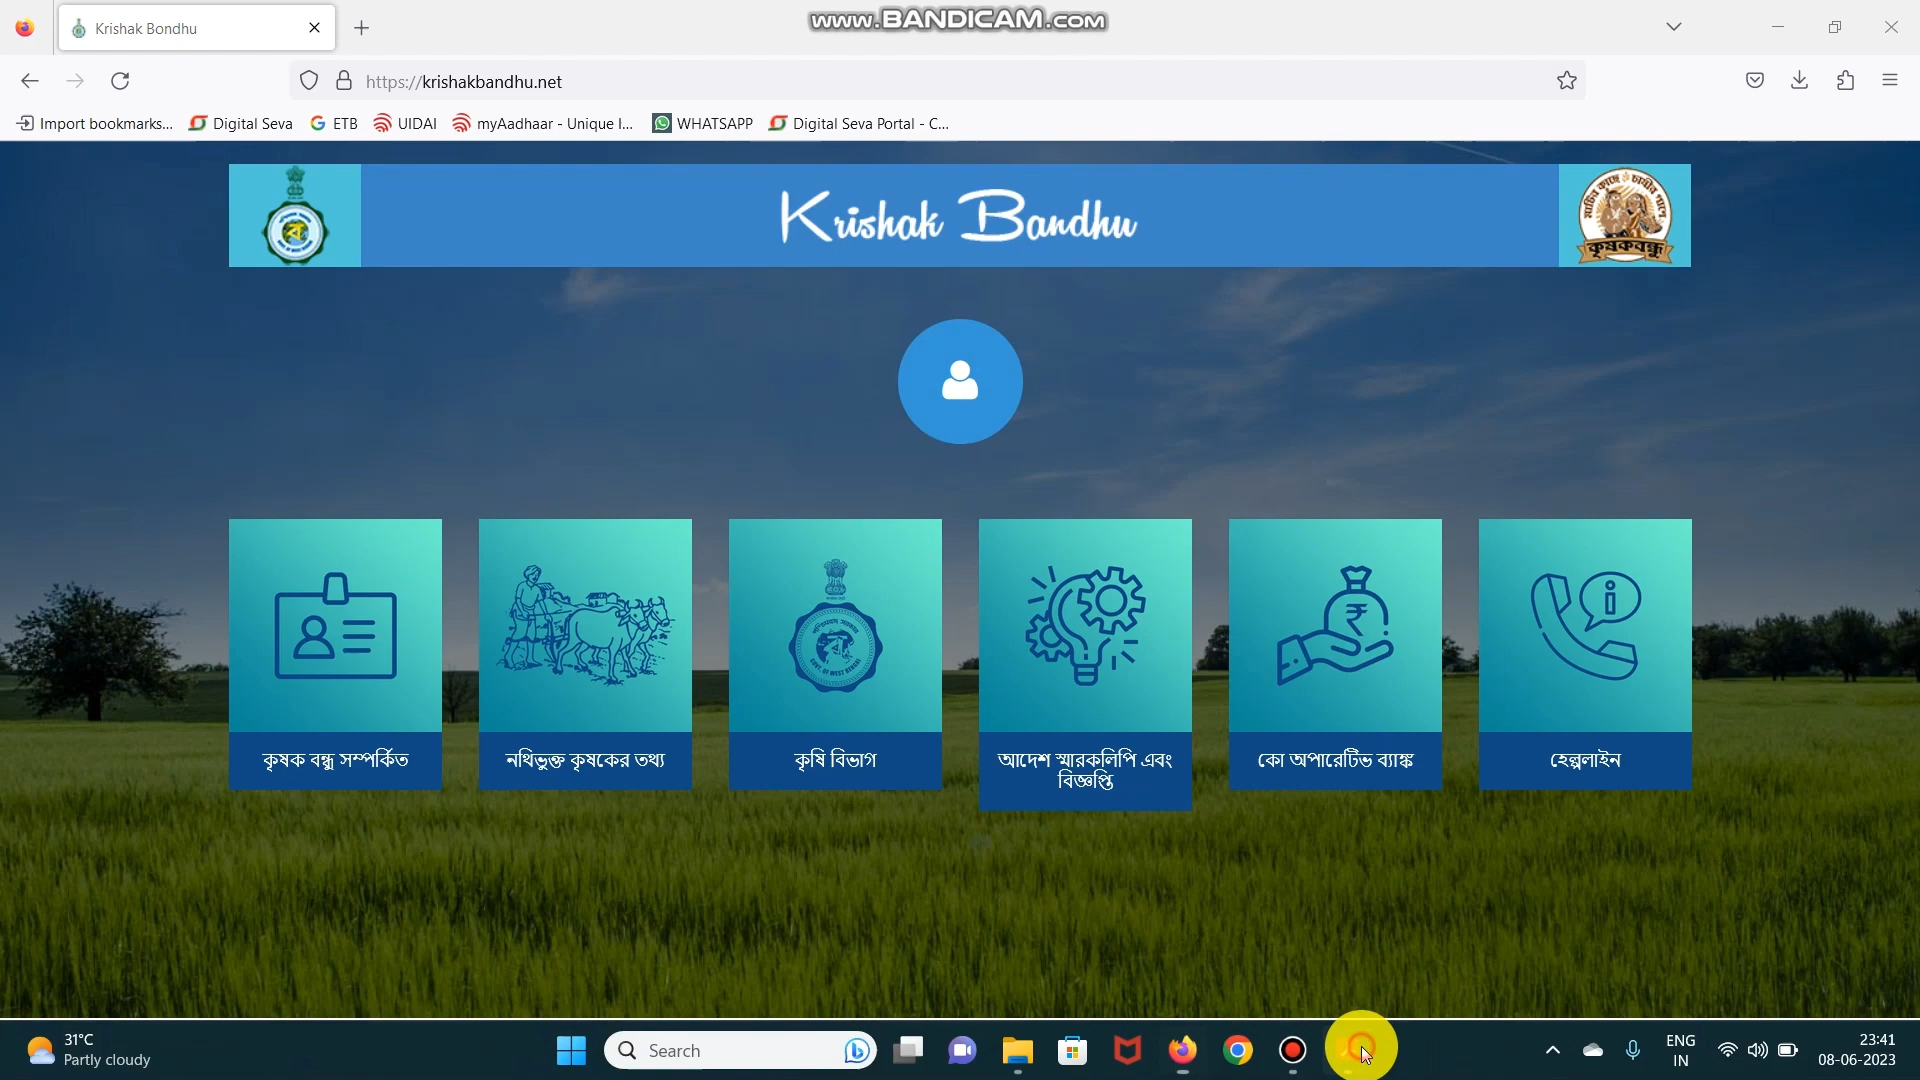 Krishak Bondhu
www.BANDICAM.com
https://krishakbandhu.net
Import bookmarks...
Digital Seva
ETB
UIDAI
myAadhaar - Unique I...
WHATSAPP
Digital Seva Portal - C...
Krishak Bandhu
কৃষকবন্ধু
কৃষক বন্ধু সম্পর্কিত
নথিভুক্ত কৃষকের তথ্য
কৃষি বিভাগ
আদেশ স্মারকলিপি এবং
বিজ্ঞপ্তি
কো অপারেটিভ ব্যাঙ্ক
হেল্পলাইন
31°C
Partly cloudy
Search
ENG
IN
23:41
08-06-2023